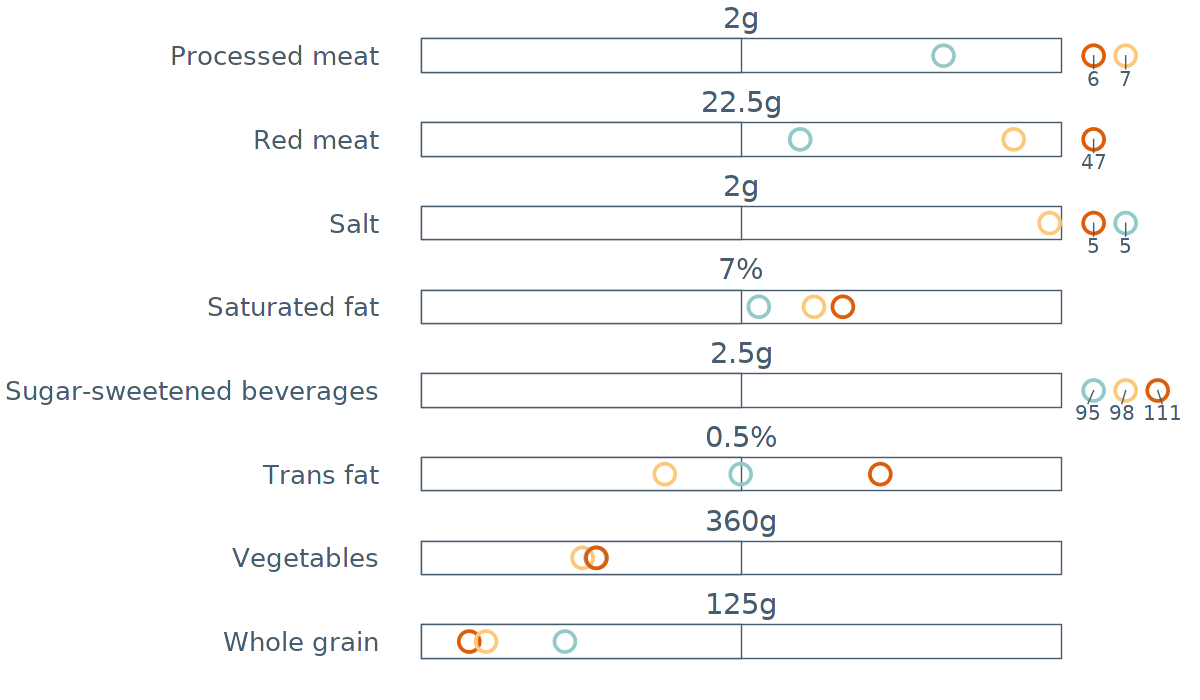 2g
Processed meat
6 7
22.5g
Red meat
47
2g
Salt
5 5
7%
Saturated fat
2.5g
Sugar-sweetened beverages
95 98 111
0.5%
Trans fat
360g
Vegetables
125g
Whole grain